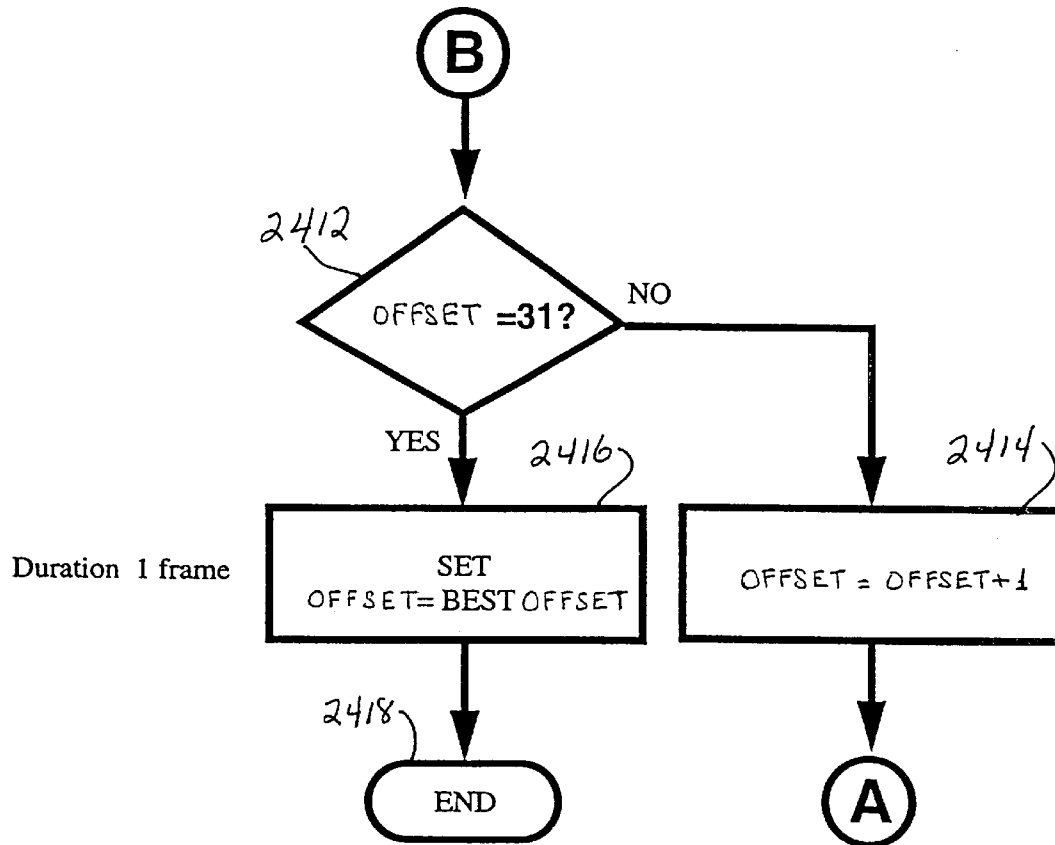 B
2412
OFFSET =31?
NO
YES
2416
2414
Duration 1 frame
SET
OFFSET= BEST OFFSET
OFFSET = OFFSET+1
2418
END
A